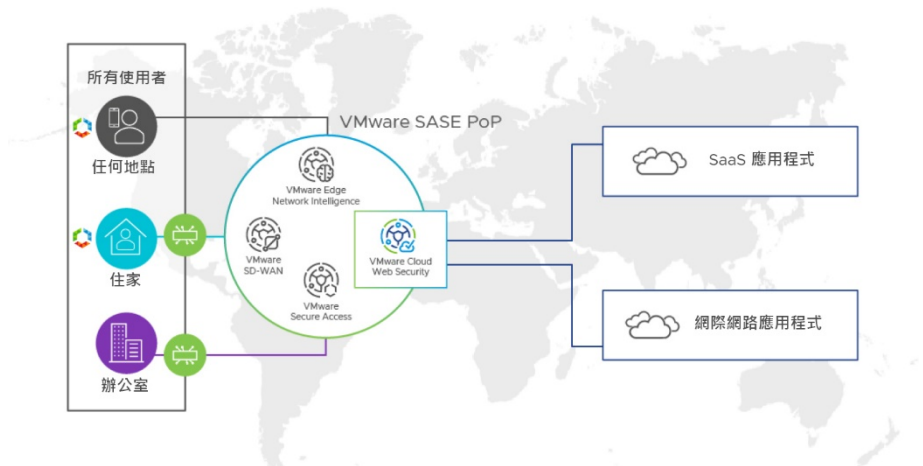 所有使用者
任何地點
住家
辦公室
VMware SASE PoP
VMware Edge
Network Intelligence
VMware
SD-WAN
VMware Cloud
Web Security
VMware
Secure Access
SaaS 應用程式
網際網路應用程式